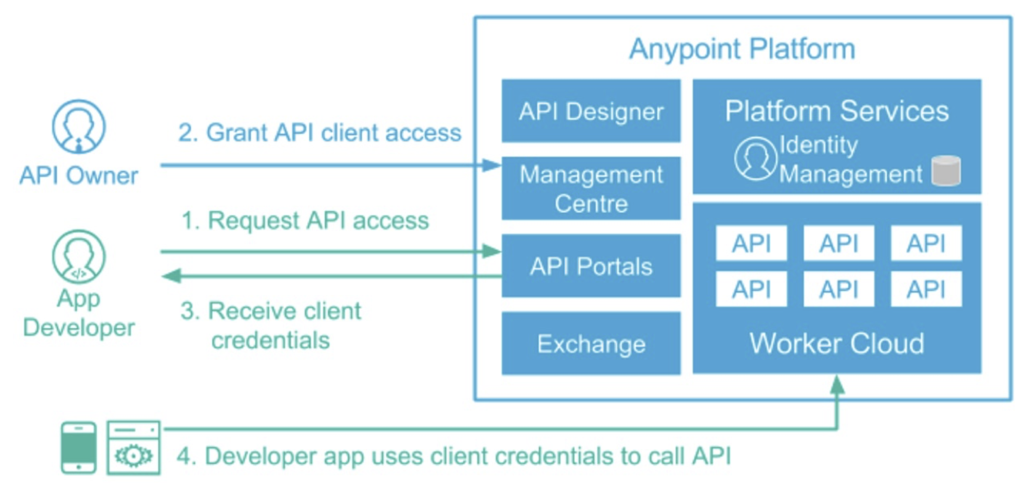 Anypoint Platform
API Owner
2. Grant API client access
1. Request API access
App
Developer
3. Receive client
credentials
API Designer
Management
Centre
API Portals
Exchange
Platform Services
Identity
Management
API API API
API API API
Worker Cloud
</>
4. Developer app uses client credentials to call API